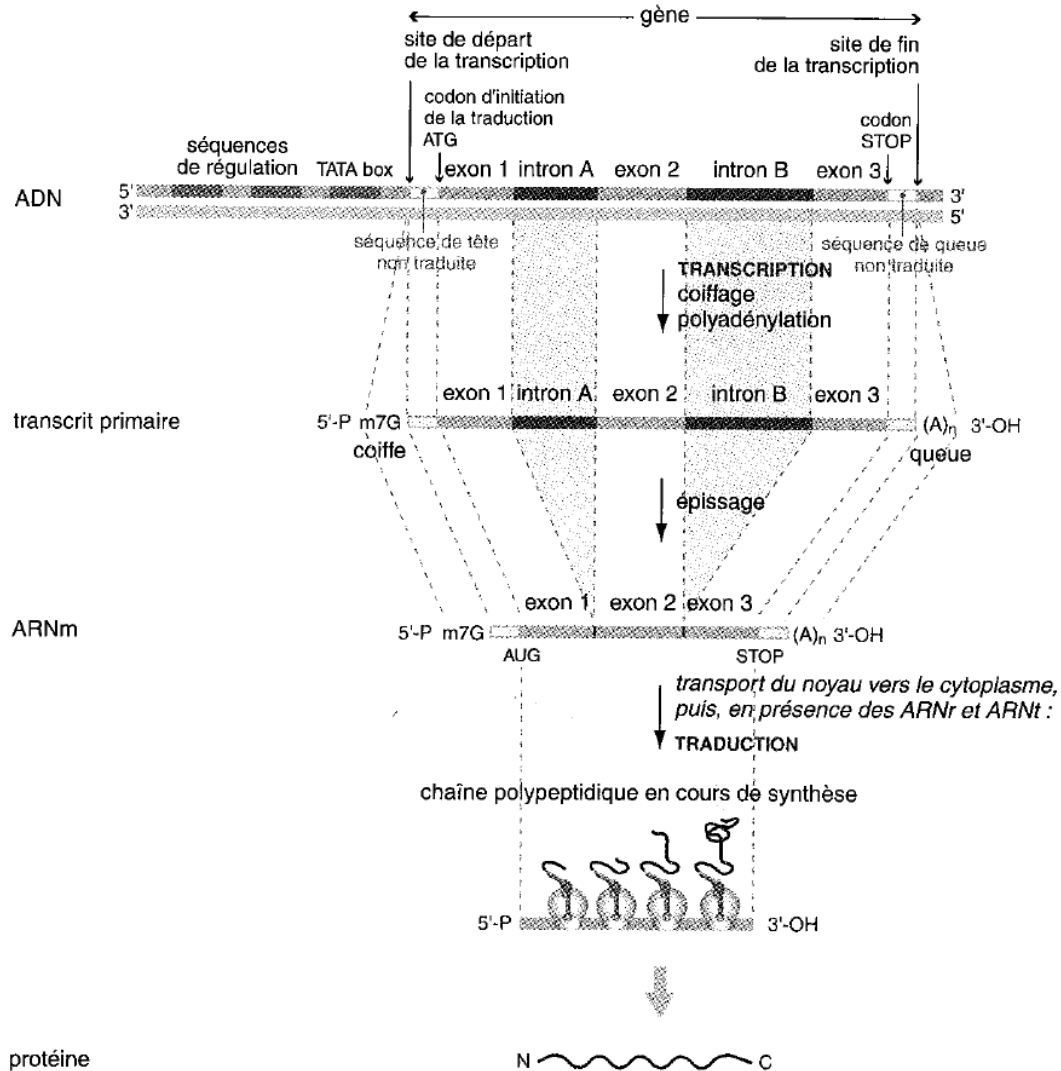 gène
site de départ
de la transcription
site de fin
de la transcription
codon d'initiation
de la traduction
ATG
codon
STOP
séquences
de régulation
TATA box
exon 1
intron A
exon 2
intron B
exon 3
ADN
5'
3'
3'
5'
séquence de tête
non traduite
séquence de queue
non traduite
TRANSCRIPTION
coiffage
polyadénylation
exon 1
intron A
exon 2
intron B
exon 3
transcrit primaire
5'-P m7G
(A)n 3'-OH
coiffe
queue
épissage
exon 1
exon 2
exon 3
ARNm
5'-P m7G
(A)n 3'-OH
AUG
STOP
transport du noyau vers le cytoplasme,
puis, en présence des ARNr et ARNt :
TRADUCTION
chaîne polypeptidique en cours de synthèse
5'-P
3'-OH
protéine
N
C